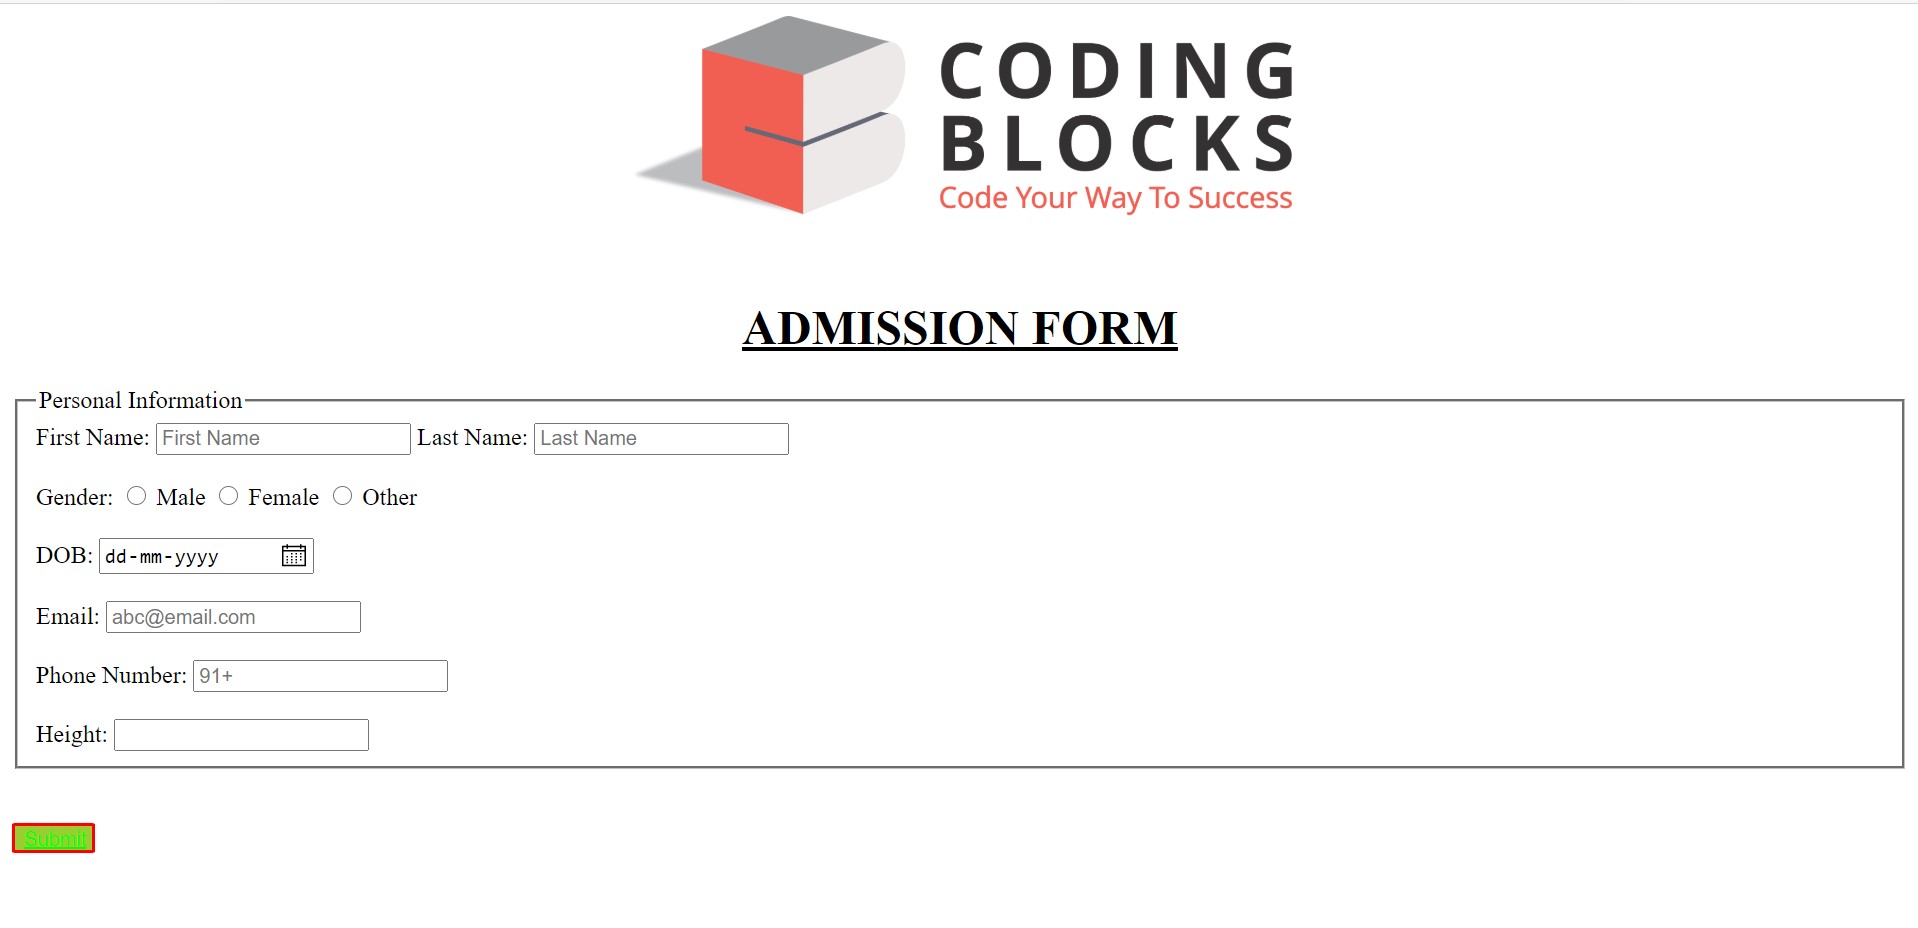 CODING
BLOCKS
Code Your Way To Success
ADMISSION FORM
Personal Information
First Name: First Name Last Name: Last Name
Gender: Male Female Other
DOB: dd-mm-yyyy
Email: abc@email.com
Phone Number: 91+
Height:
Submit